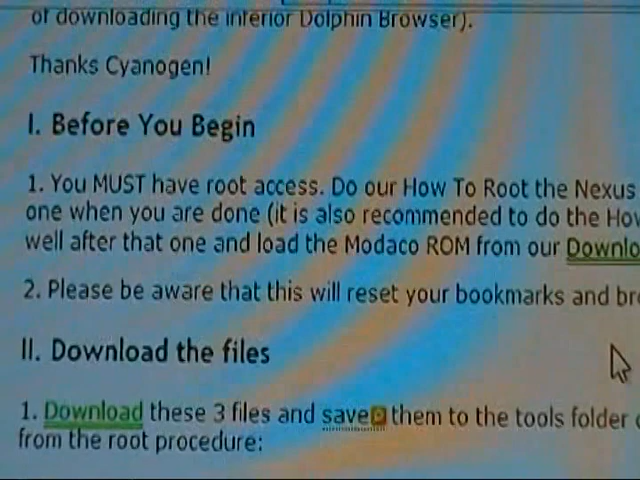 of downloading the inferior Dolphin Browser).
Thanks Cyanogen!
I. Before You Begin
1. You MUST have root access. Do our How To Root the Nexus
one when you are done (it is also recommended to do the How
well after that one and load the Modaco ROM from our Downlo
2. Please be aware that this will reset your bookmarks and bro
II. Download the files
1. Download these 3 files and save them to the tools folder
from the root procedure: